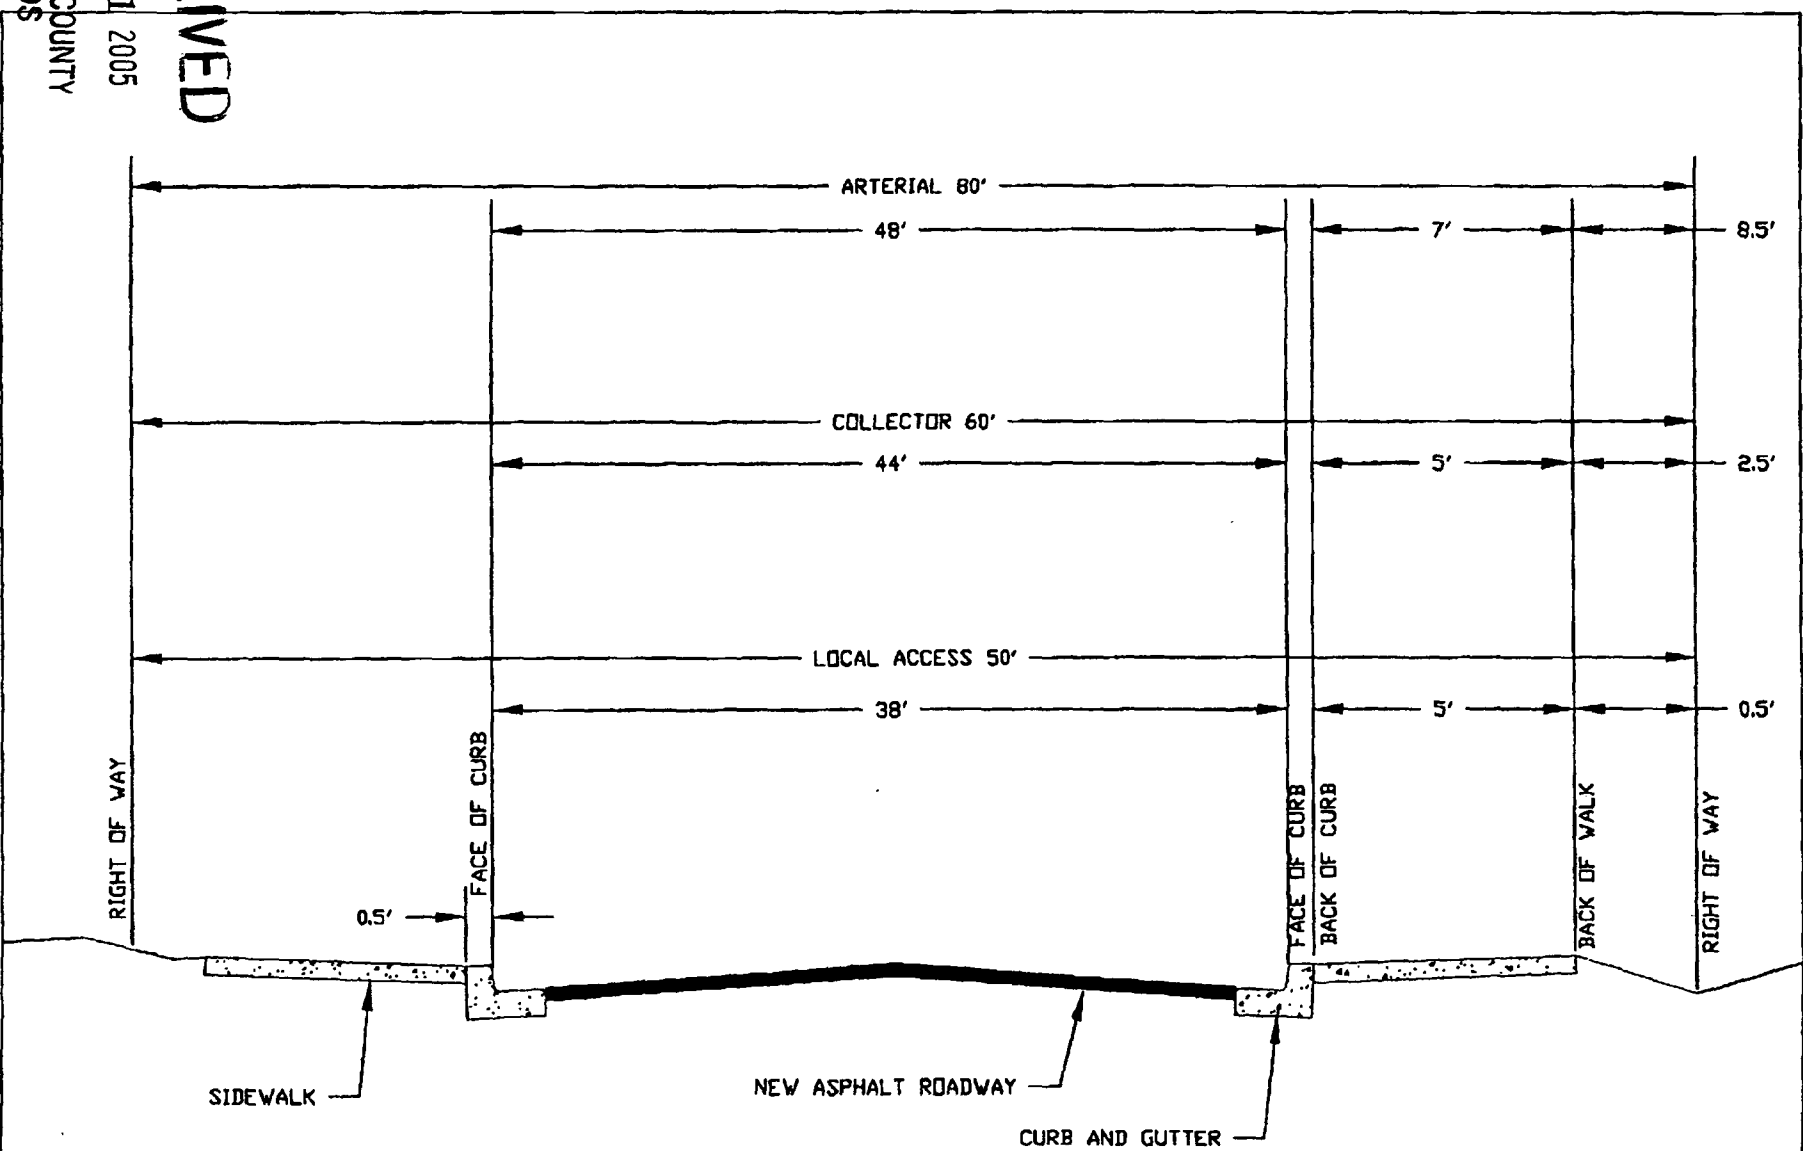 IVED
2005
COUNTY
ARTERIAL 80'
48'
7'
8.5'
COLLECTOR 60'
44'
5'
2.5'
LOCAL ACCESS 50'
38'
5'
0.5'
RIGHT OF WAY
FACE OF CURB
FACE OF CURB
BACK OF CURB
BACK OF WALK
RIGHT OF WAY
0.5'
SIDEWALK
NEW ASPHALT ROADWAY
CURB AND GUTTER